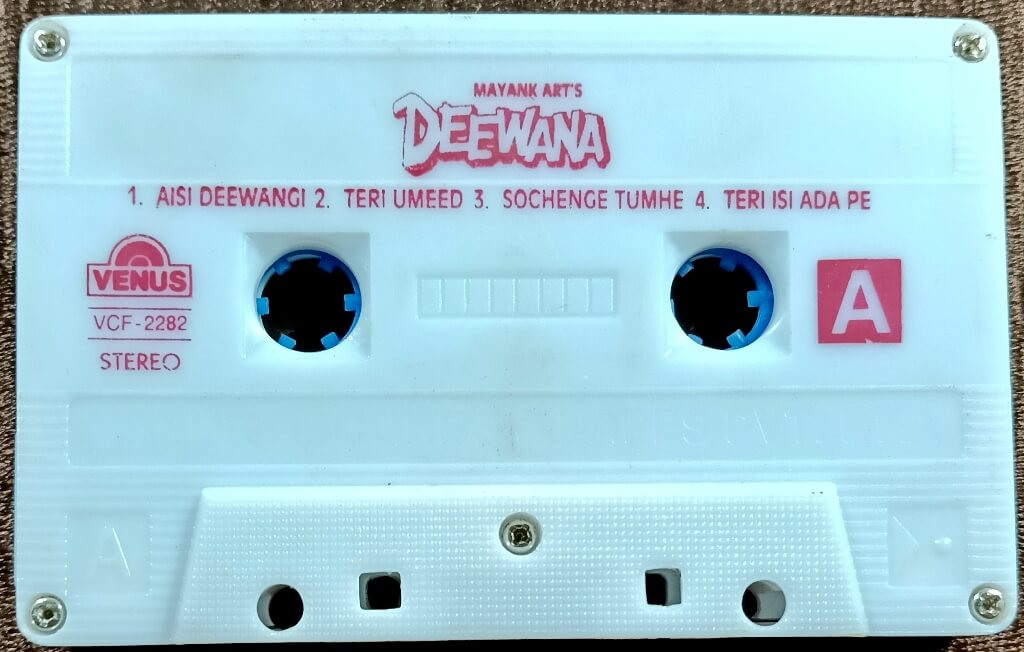 MAYANK ART'S
DEEWANA
1. AISI DEEWANGI 2. TERI UMEED 3. SOCHENGE TUMHE 4. TERI ISI ADA PE
VENUS
VCF-2282
STEREO
A